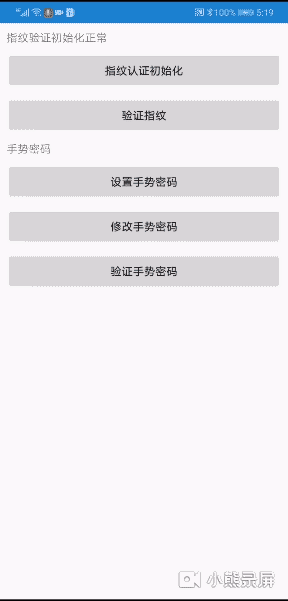 100% 5:19
指纹验证初始化正常
指纹认证初始化
验证指纹
手势密码
设置手势密码
修改手势密码
验证手势密码
小熊录屏